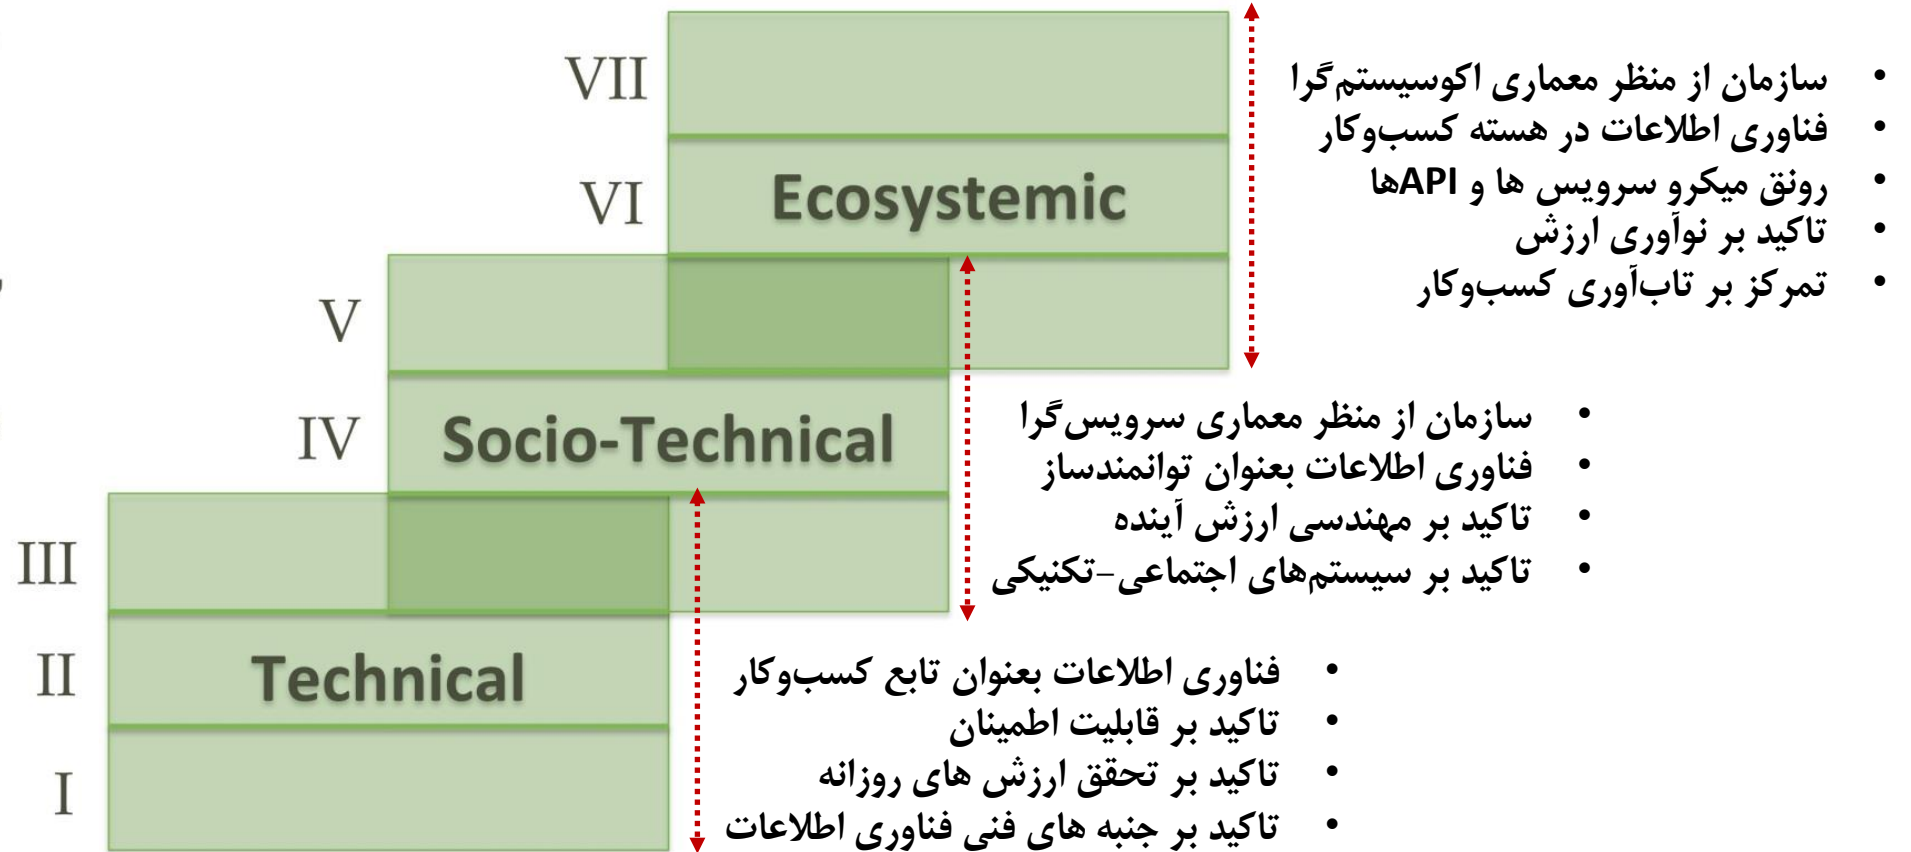 VII
• سازمان از منظر معماری اکوسیستم‌گرا
• فناوری اطلاعات در هسته کسب‌وکار
• رونق میکرو سرویس ها و APIها
• تاکید بر نوآوری ارزش
• تمرکز بر تاب‌آوری کسب‌وکار
VI
Ecosystemic
V
IV
Socio-Technical
• سازمان از منظر معماری سرویس‌گرا
• فناوری اطلاعات بعنوان توانمندساز
• تاکید بر مهندسی ارزش آینده
• تاکید بر سیستم‌های اجتماعی-تکنیکی
III
II
Technical
I
• فناوری اطلاعات بعنوان تابع کسب‌وکار
• تاکید بر قابلیت اطمینان
• تاکید بر تحقق ارزش های روزانه
• تاکید بر جنبه های فنی فناوری اطلاعات